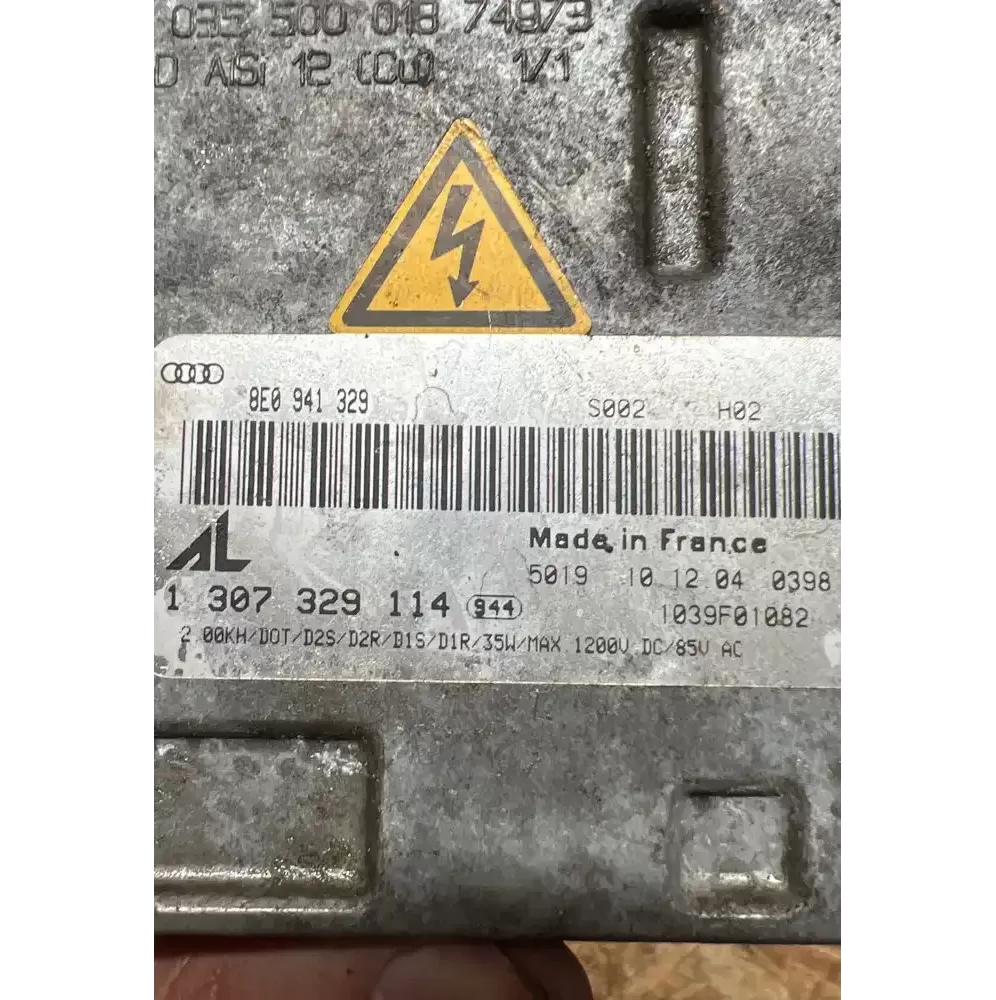 035 500 018 74973
D AlSi 12 (Cu) 1/1
8E0 941 329 S002 H02
AL
Made in France
5019 10.12.04 0398
1 307 329 114 944
1039F01082
2.00KH/DOT/D2S/D2R/D1S/D1R/35W/MAX 1200V DC/85V AC